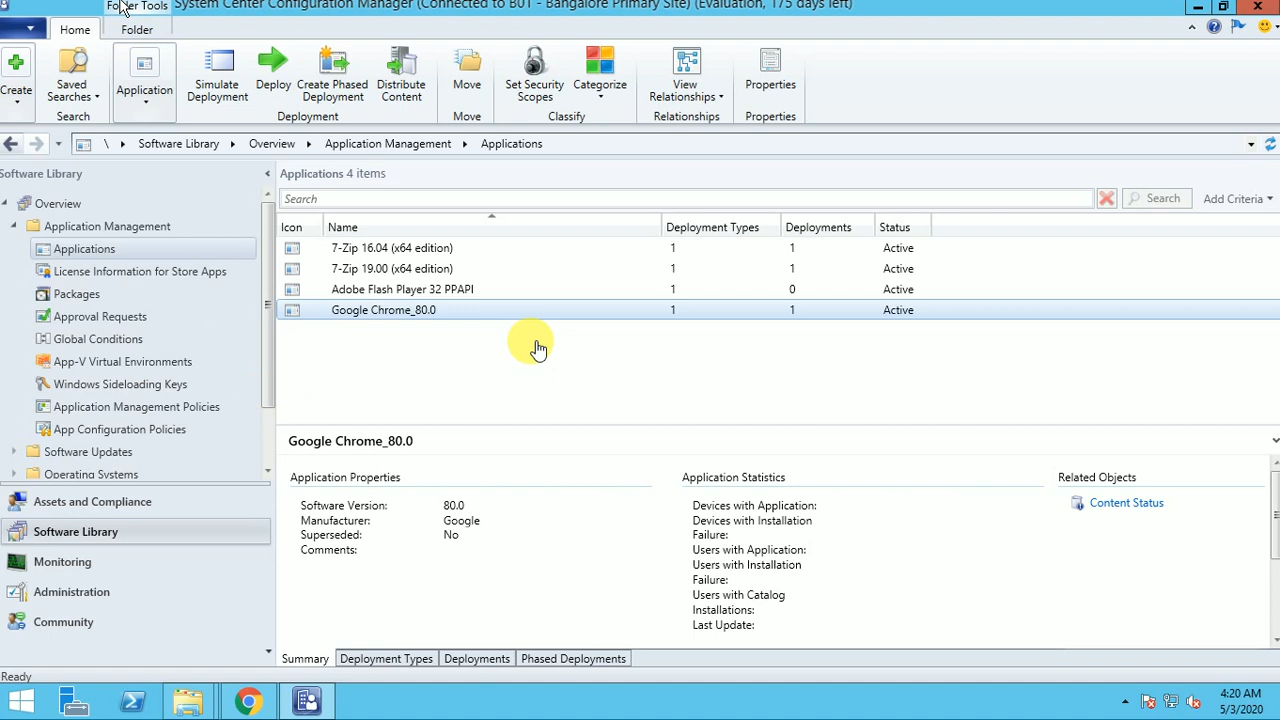 Folder Tools System Center Configuration Manager (Connected to B01 - Bangalore Primary Site) (Evaluation, 175 days left)
Home Folder
Create Saved Searches Application Simulate Deployment Deploy Create Phased Deployment Distribute Content Move Set Security Scopes Categorize View Relationships Properties
Search Deployment Move Classify Relationships Properties
\ Software Library Overview Application Management Applications
Software Library
Overview
Application Management
Applications
License Information for Store Apps
Packages
Approval Requests
Global Conditions
App-V Virtual Environments
Windows Sideloading Keys
Application Management Policies
App Configuration Policies
Software Updates
Operating Systems
Assets and Compliance
Software Library
Monitoring
Administration
Community
Applications 4 items
Search Search Add Criteria
Icon Name Deployment Types Deployments Status
7-Zip 16.04 (x64 edition) 1 1 Active
7-Zip 19.00 (x64 edition) 1 1 Active
Adobe Flash Player 32 PPAPI 1 0 Active
Google Chrome_80.0 1 1 Active
Google Chrome_80.0
Application Properties
Software Version: 80.0
Manufacturer: Google
Superseded: No
Comments:
Application Statistics
Devices with Application:
Devices with Installation
Failure:
Users with Application:
Users with Installation
Failure:
Users with Catalog
Installations:
Last Update:
Related Objects
Content Status
Summary Deployment Types Deployments Phased Deployments
Ready
4:20 AM
5/3/2020